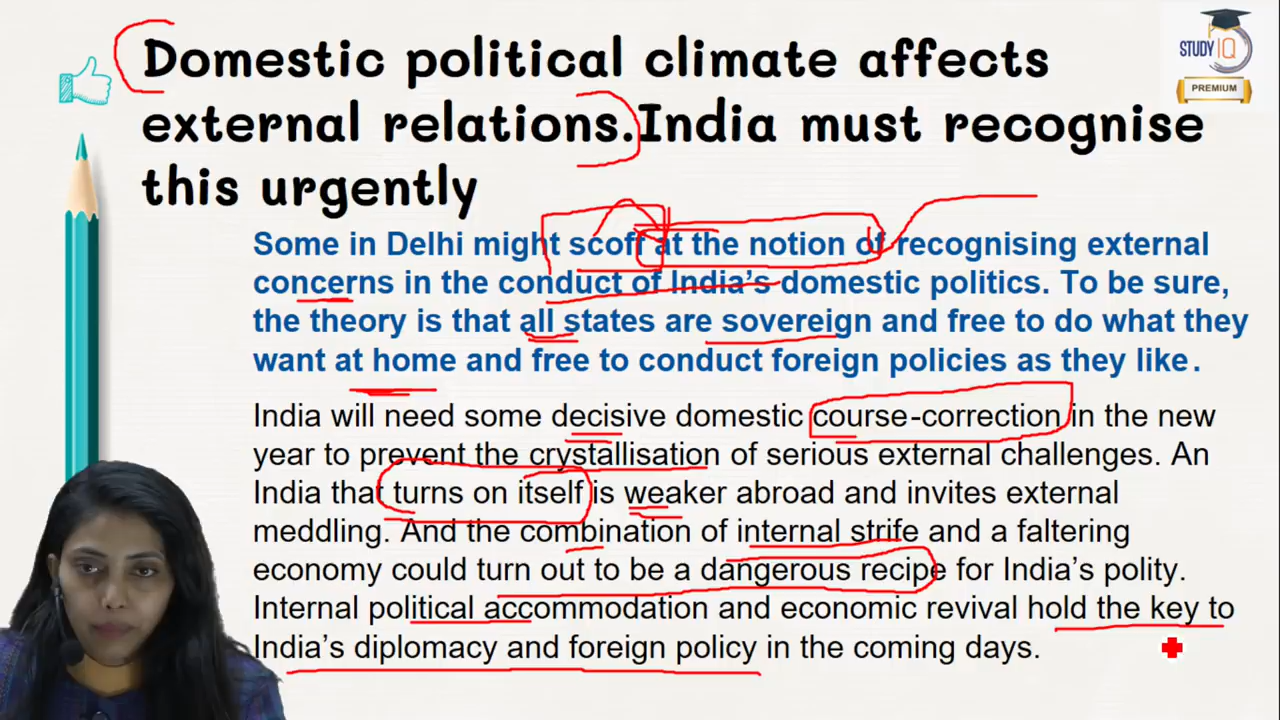 STUDY IQ
PREMIUM
Domestic political climate affects
external relations.India must recognise
this urgently
Some in Delhi might scoff at the notion of recognising external
concerns in the conduct of India's domestic politics. To be sure,
the theory is that all states are sovereign and free to do what they
want at home and free to conduct foreign policies as they like.
India will need some decisive domestic course-correction in the new
year to prevent the crystallisation of serious external challenges. An
India that turns on itself is weaker abroad and invites external
meddling. And the combination of internal strife and a faltering
economy could turn out to be a dangerous recipe for India's polity.
Internal political accommodation and economic revival hold the key to
India's diplomacy and foreign policy in the coming days.